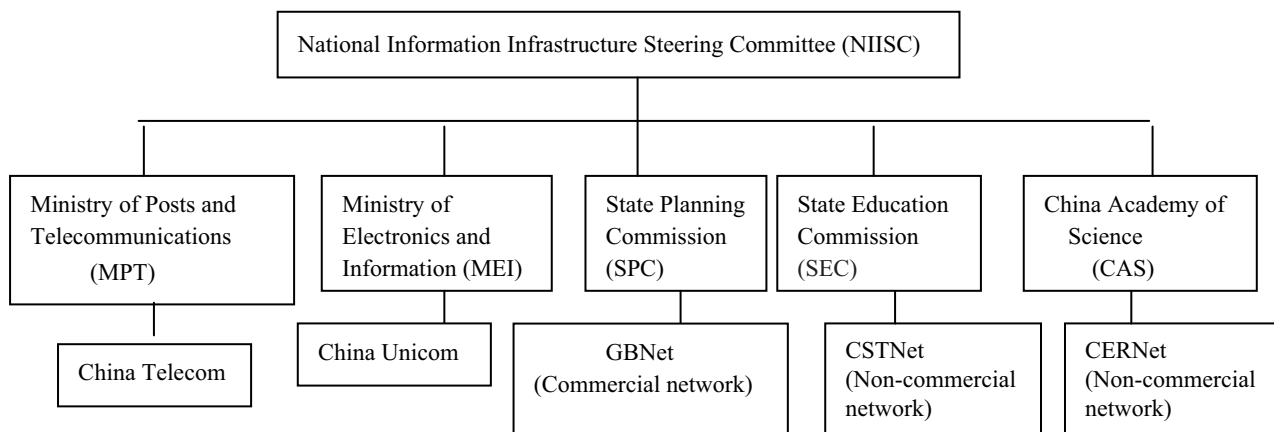 National Information Infrastructure Steering Committee (NIISC)
Ministry of Posts and
Telecommunications
(MPT)
Ministry of
Electronics and
Information (MEI)
State Planning
Commission
(SPC)
State Education
Commission
(SEC)
China Academy of
Science
(CAS)
China Telecom
China Unicom
GBNet
(Commercial network)
CSTNet
(Non-commercial
network)
CERNet
(Non-commercial
network)